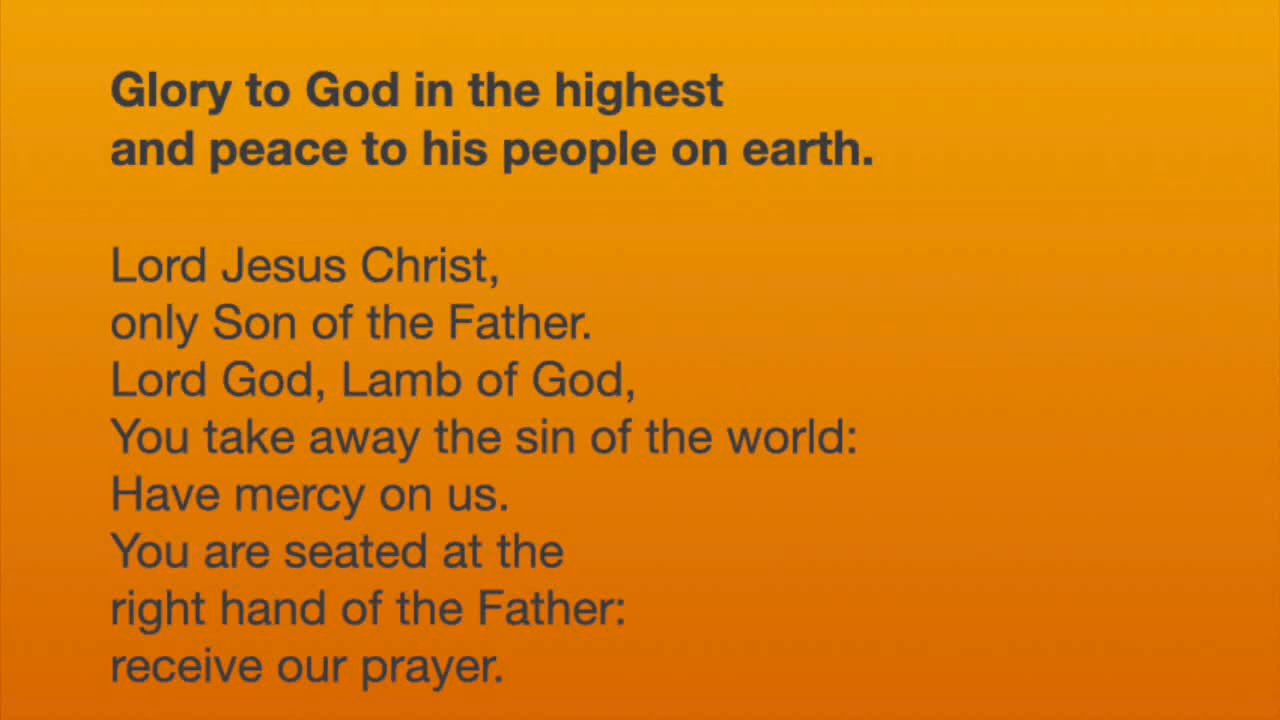 Glory to God in the highest
and peace to his people on earth.
Lord Jesus Christ,
only Son of the Father.
Lord God, Lamb of God,
You take away the sin of the world:
Have mercy on us.
You are seated at the
right hand of the Father:
receive our prayer.